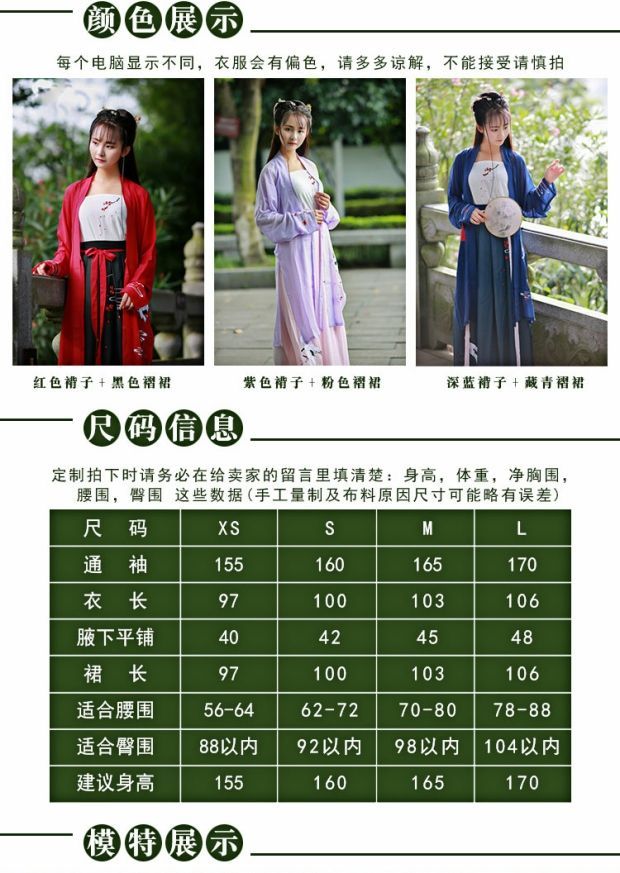 颜色展示
每个电脑显示不同，衣服会有偏色，请多多谅解，不能接受请慎拍
红色褙子+黑色褶裙
紫色褙子+粉色褶裙
深蓝褙子+藏青褶裙
尺码信息
定制拍下时请务必在给卖家的留言里填清楚：身高，体重，净胸围，
腰围，臀围 这些数据(手工量制及布料原因尺寸可能略有误差)
尺 码 XS S M L
通 袖 155 160 165 170
衣 长 97 100 103 106
腋下平铺 40 42 45 48
裙 长 97 100 103 106
适合腰围 56-64 62-72 70-80 78-88
适合臀围 88以内 92以内 98以内 104以内
建议身高 155 160 165 170
模特展示